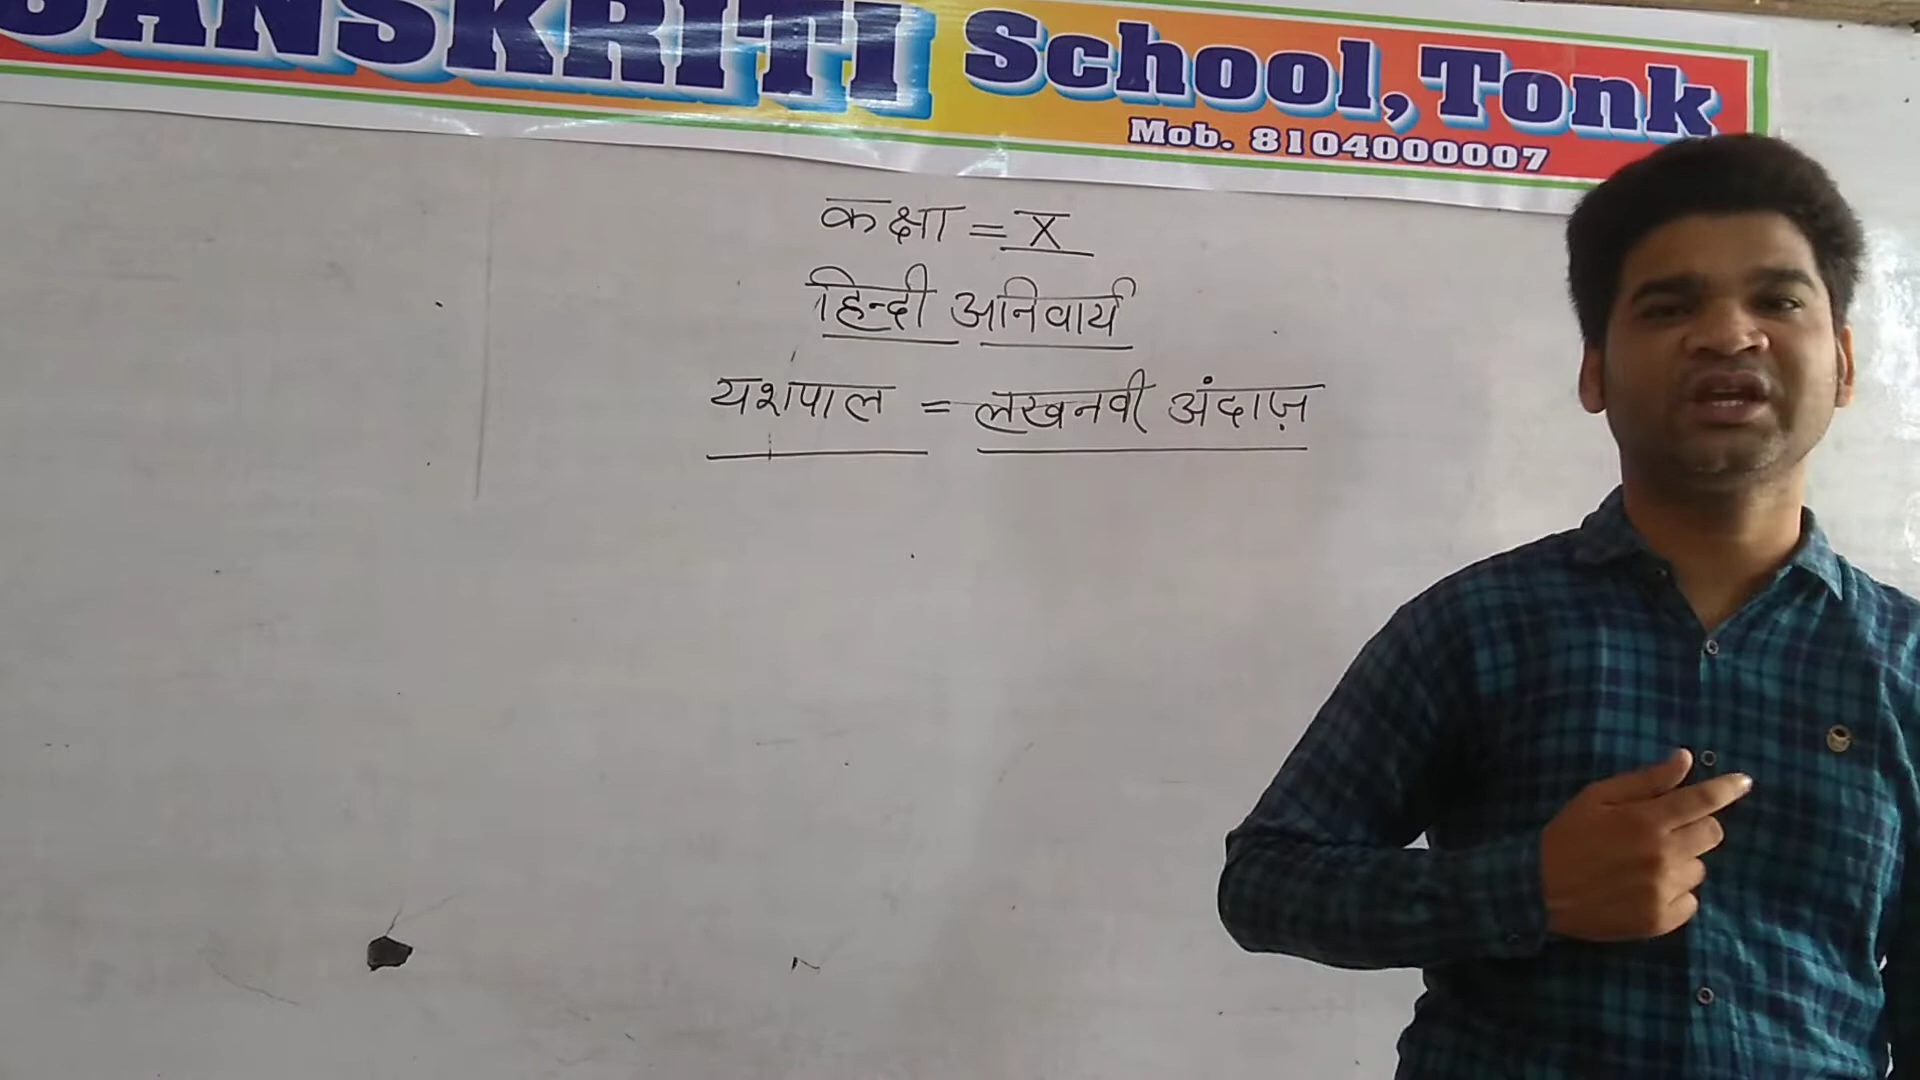 SANSKRITI School, Tonk
Mob. 8104000007
कक्षा = X
हिन्दी अनिवार्य
यशपाल = लखनवी अंदाज़